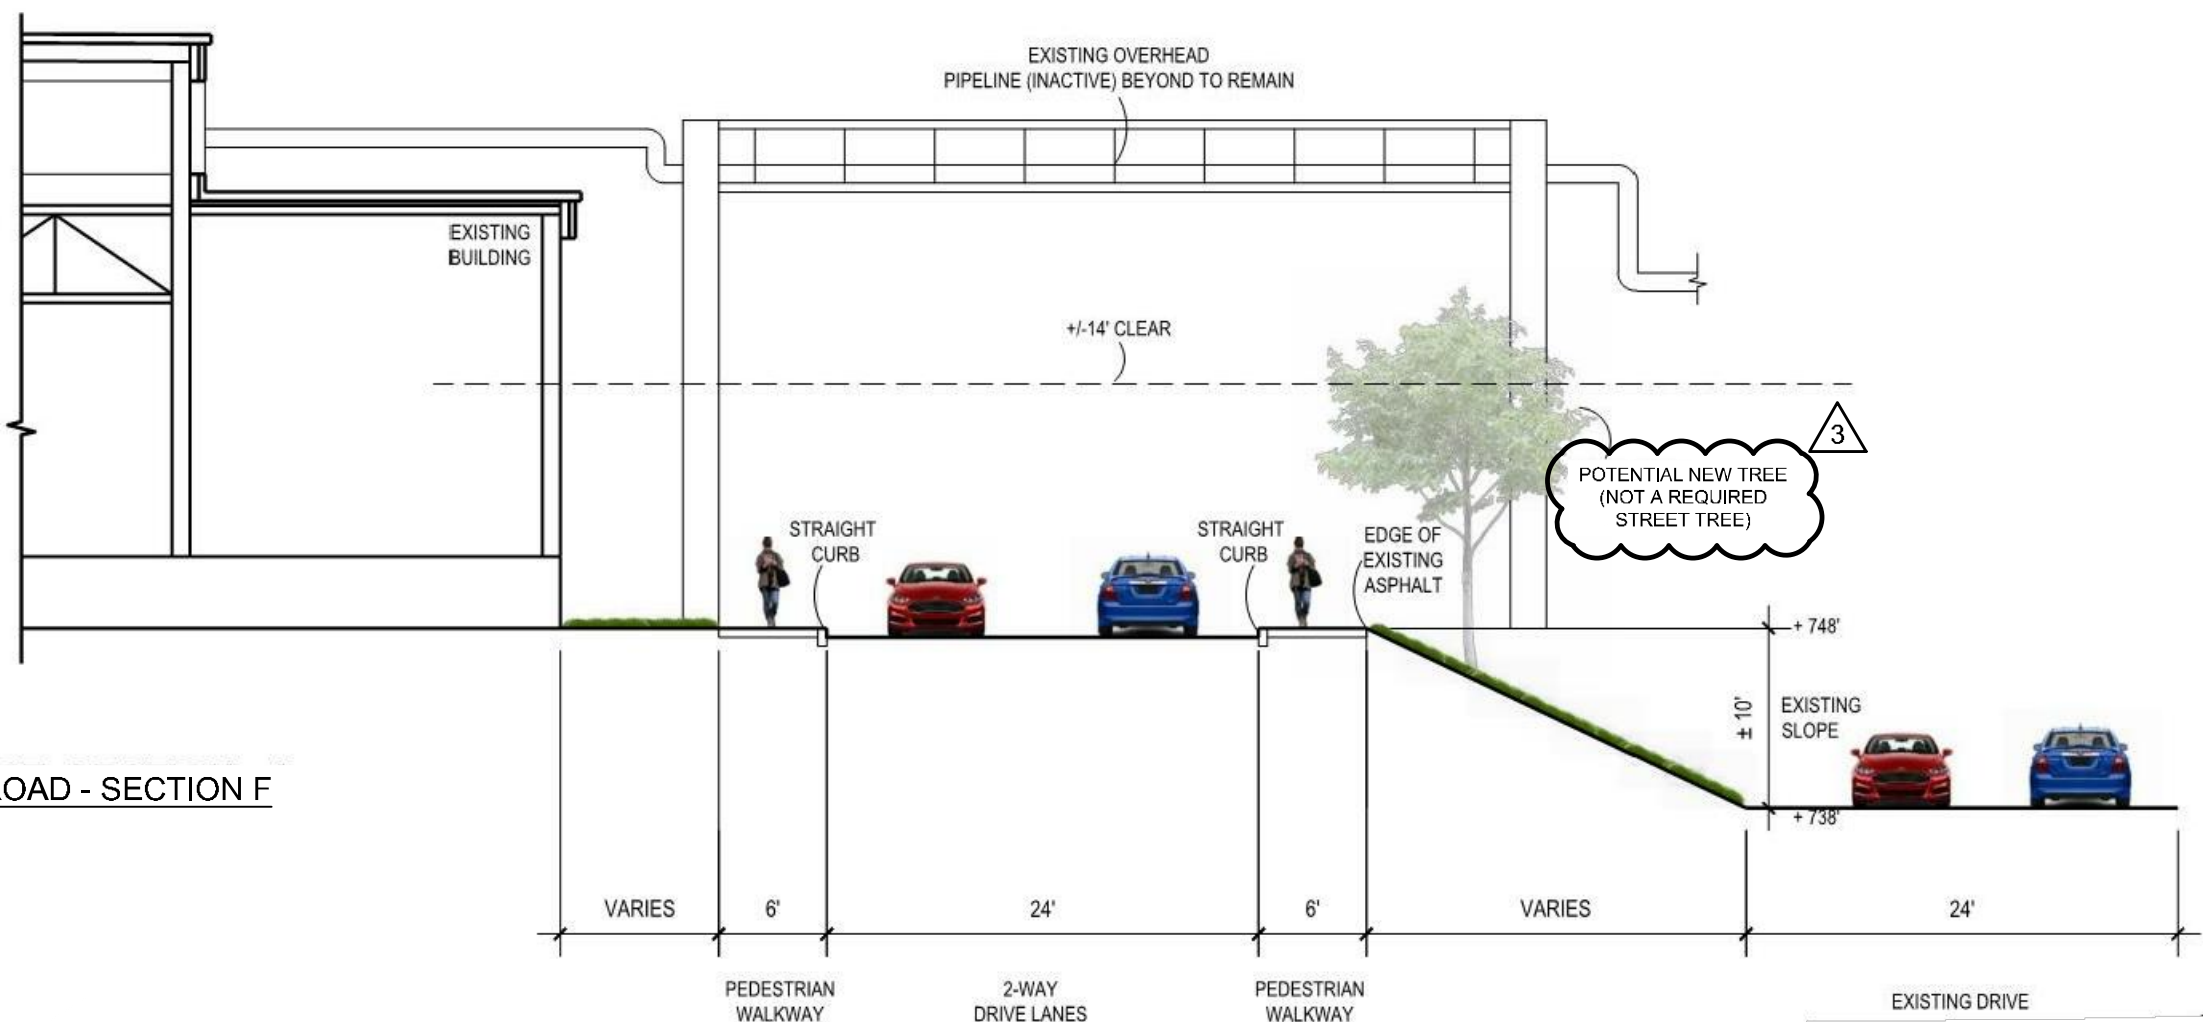 EXISTING OVERHEAD
PIPELINE (INACTIVE) BEYOND TO REMAIN
EXISTING
BUILDING
+/-14' CLEAR
3
POTENTIAL NEW TREE
(NOT A REQUIRED
STREET TREE)
STRAIGHT
CURB
STRAIGHT
CURB
EDGE OF
EXISTING
ASPHALT
+ 748'
± 10'
EXISTING
SLOPE
+ 738'
OAD - SECTION F
VARIES
6'
24'
6'
VARIES
24'
PEDESTRIAN
WALKWAY
2-WAY
DRIVE LANES
PEDESTRIAN
WALKWAY
EXISTING DRIVE